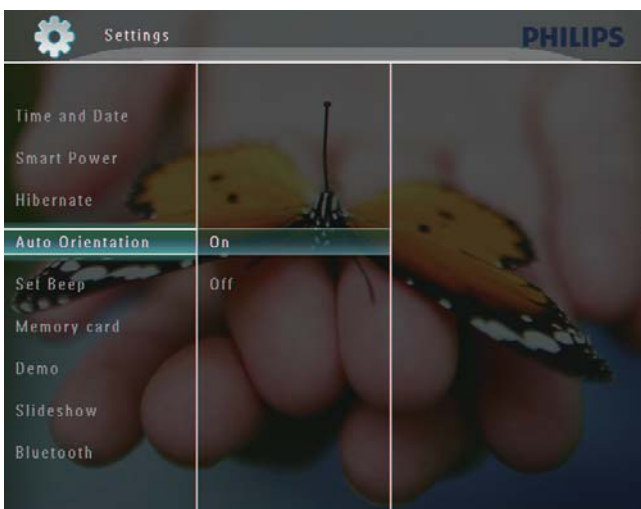 Settings
PHILIPS
Time and Date
Smart Power
Hibernate
Auto Orientation
On
Set Beep
Off
Memory card
Demo
Slideshow
Bluetooth